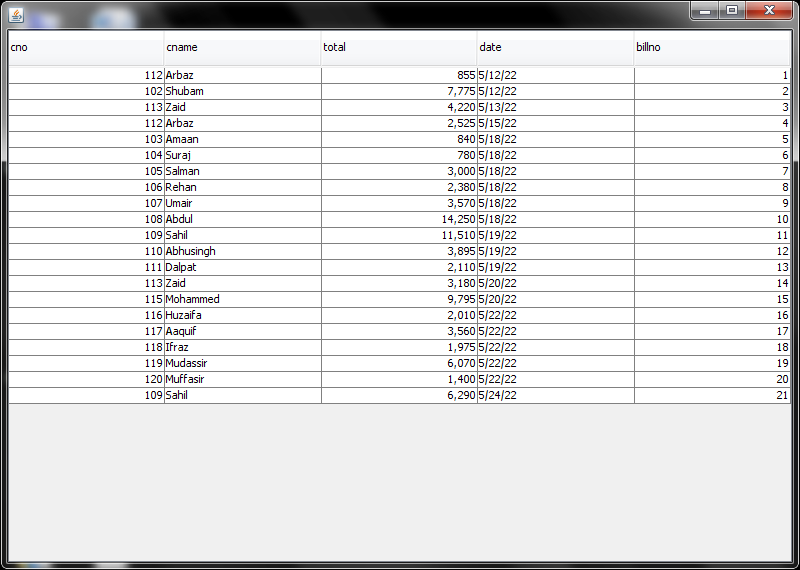 cno cname total date billno
112 Arbaz 855 5/12/22 1
102 Shubam 7,775 5/12/22 2
113 Zaid 4,220 5/13/22 3
112 Arbaz 2,525 5/15/22 4
103 Amaan 840 5/18/22 5
104 Suraj 780 5/18/22 6
105 Salman 3,000 5/18/22 7
106 Rehan 2,380 5/18/22 8
107 Umair 3,570 5/18/22 9
108 Abdul 14,250 5/18/22 10
109 Sahil 11,510 5/19/22 11
110 Abhusingh 3,895 5/19/22 12
111 Dalpat 2,110 5/19/22 13
113 Zaid 3,180 5/20/22 14
115 Mohammed 9,795 5/20/22 15
116 Huzaifa 2,010 5/22/22 16
117 Aaquif 3,560 5/22/22 17
118 Ifraz 1,975 5/22/22 18
119 Mudassir 6,070 5/22/22 19
120 Muffasir 1,400 5/22/22 20
109 Sahil 6,290 5/24/22 21